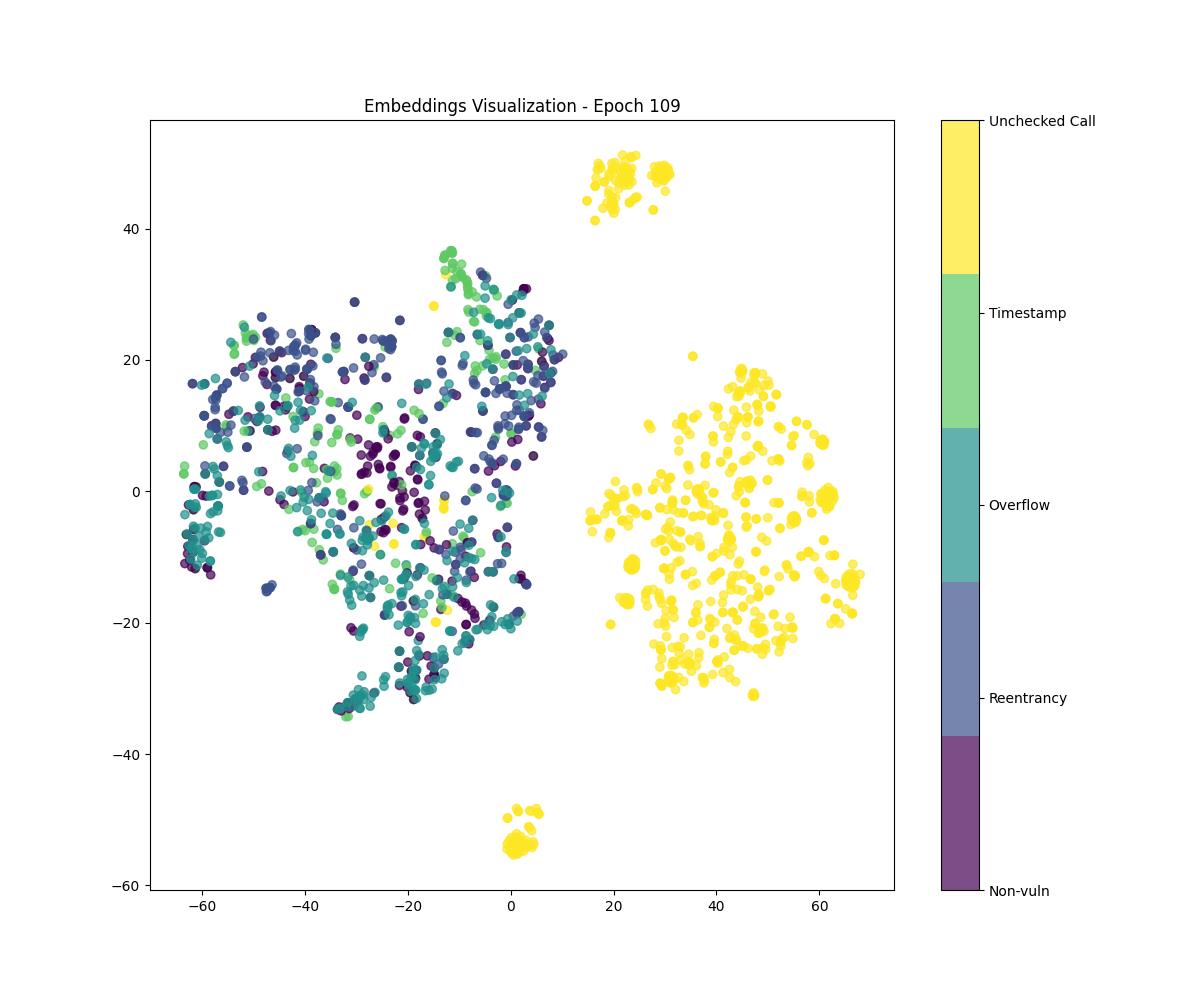 Embeddings Visualization - Epoch 109
Unchecked Call
Timestamp
Overflow
Reentrancy
Non-vuln
40
20
0
−20
−40
−60
−60 −40 −20 0 20 40 60